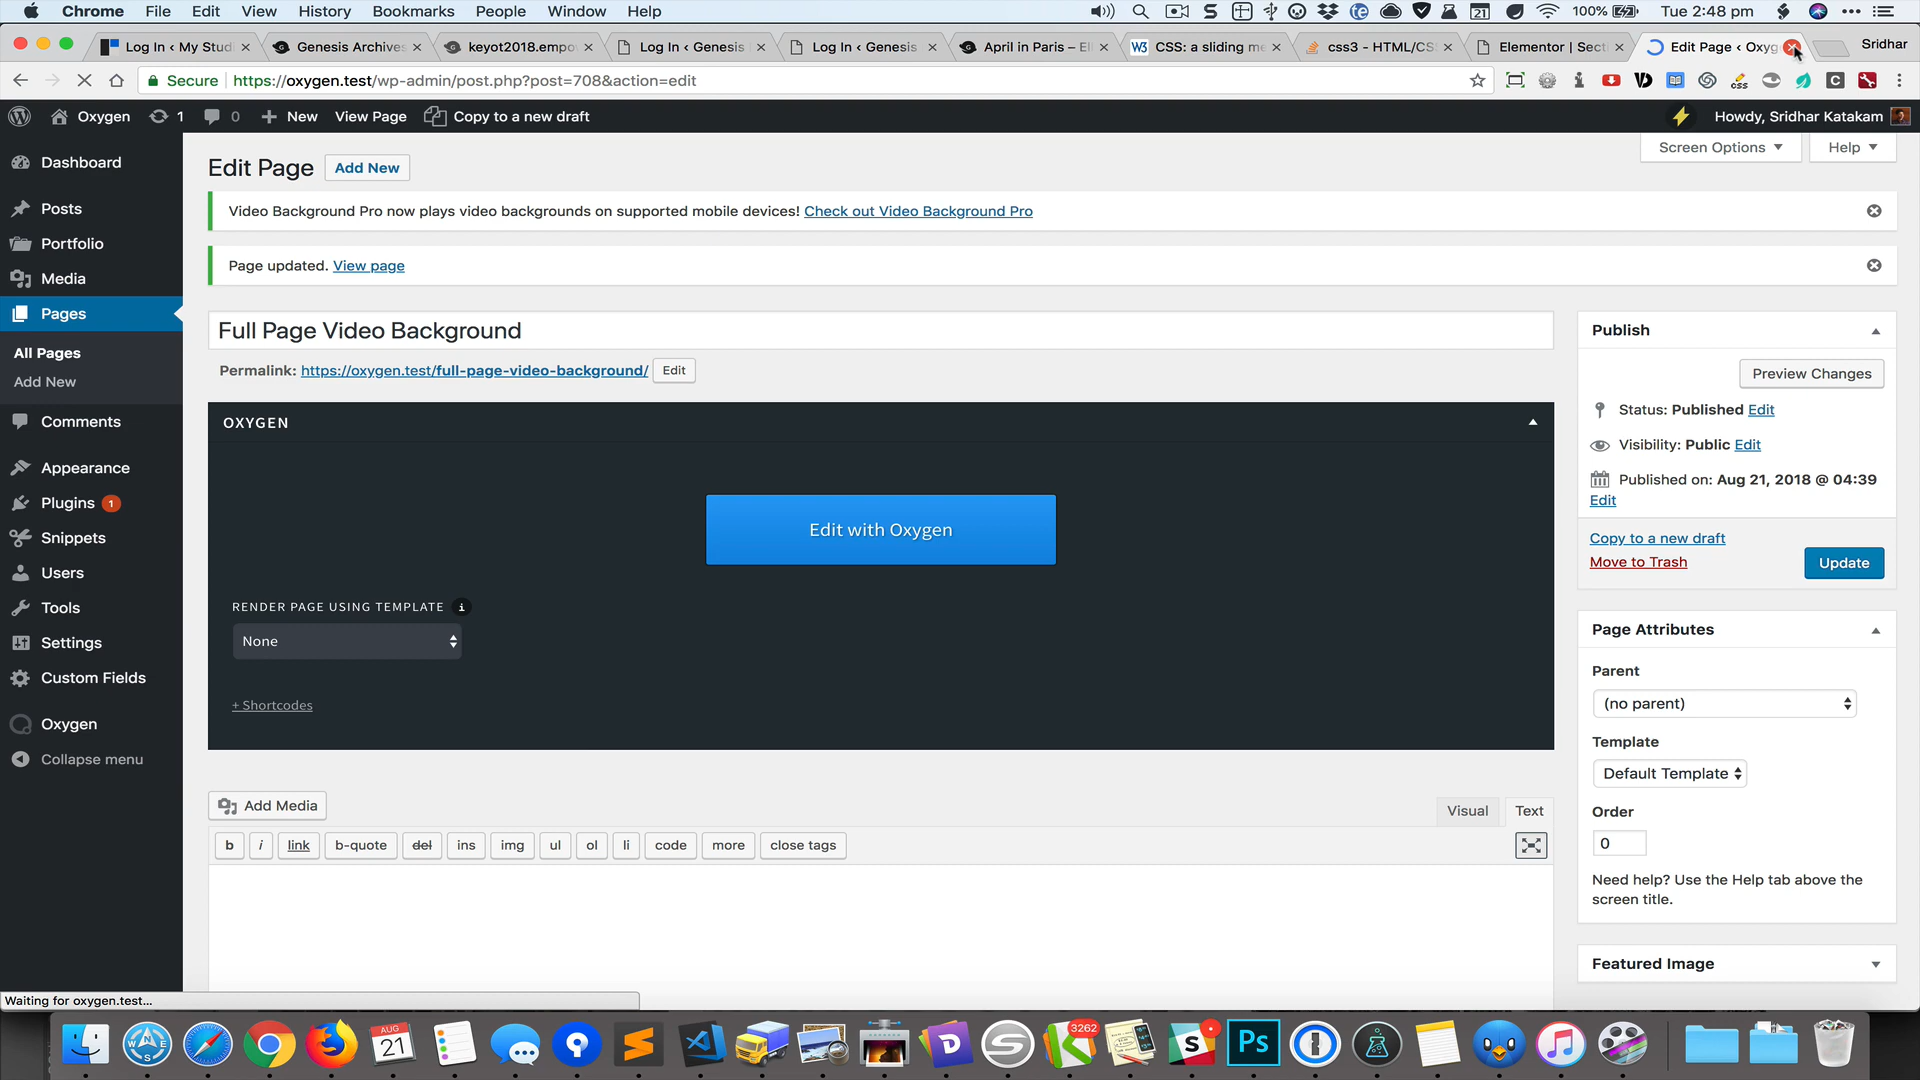 Chrome File Edit View History Bookmarks People Window Help 100% Tue 2:48 pm
Log In ‹ My Stud
Genesis Archives
keyot2018.empo
Log In ‹ Genesis
Log In ‹ Genesis
April in Paris – El
W3 CSS: a sliding me
css3 - HTML/CS
Elementor | Secti
Edit Page ‹ Oxyg
Sridhar
Secure https://oxygen.test/wp-admin/post.php?post=708&action=edit
Oxygen 1 0 New View Page Copy to a new draft Howdy, Sridhar Katakam
Screen Options Help
Edit Page Add New
Video Background Pro now plays video backgrounds on supported mobile devices! Check out Video Background Pro
Page updated. View page
Dashboard
Posts
Portfolio
Media
Pages
All Pages
Add New
Comments
Appearance
Plugins 1
Snippets
Users
Tools
Settings
Custom Fields
Oxygen
Collapse menu
Full Page Video Background
Permalink: https://oxygen.test/full-page-video-background/ Edit
OXYGEN
Edit with Oxygen
RENDER PAGE USING TEMPLATE i
None
+ Shortcodes
Add Media
Visual Text
b i link b-quote del ins img ul ol li code more close tags
Publish
Preview Changes
Status: Published Edit
Visibility: Public Edit
Published on: Aug 21, 2018 @ 04:39
Edit
Copy to a new draft
Move to Trash
Update
Page Attributes
Parent
(no parent)
Template
Default Template
Order
0
Need help? Use the Help tab above the
screen title.
Featured Image
Waiting for oxygen.test...
AUG
21
3262
Ps